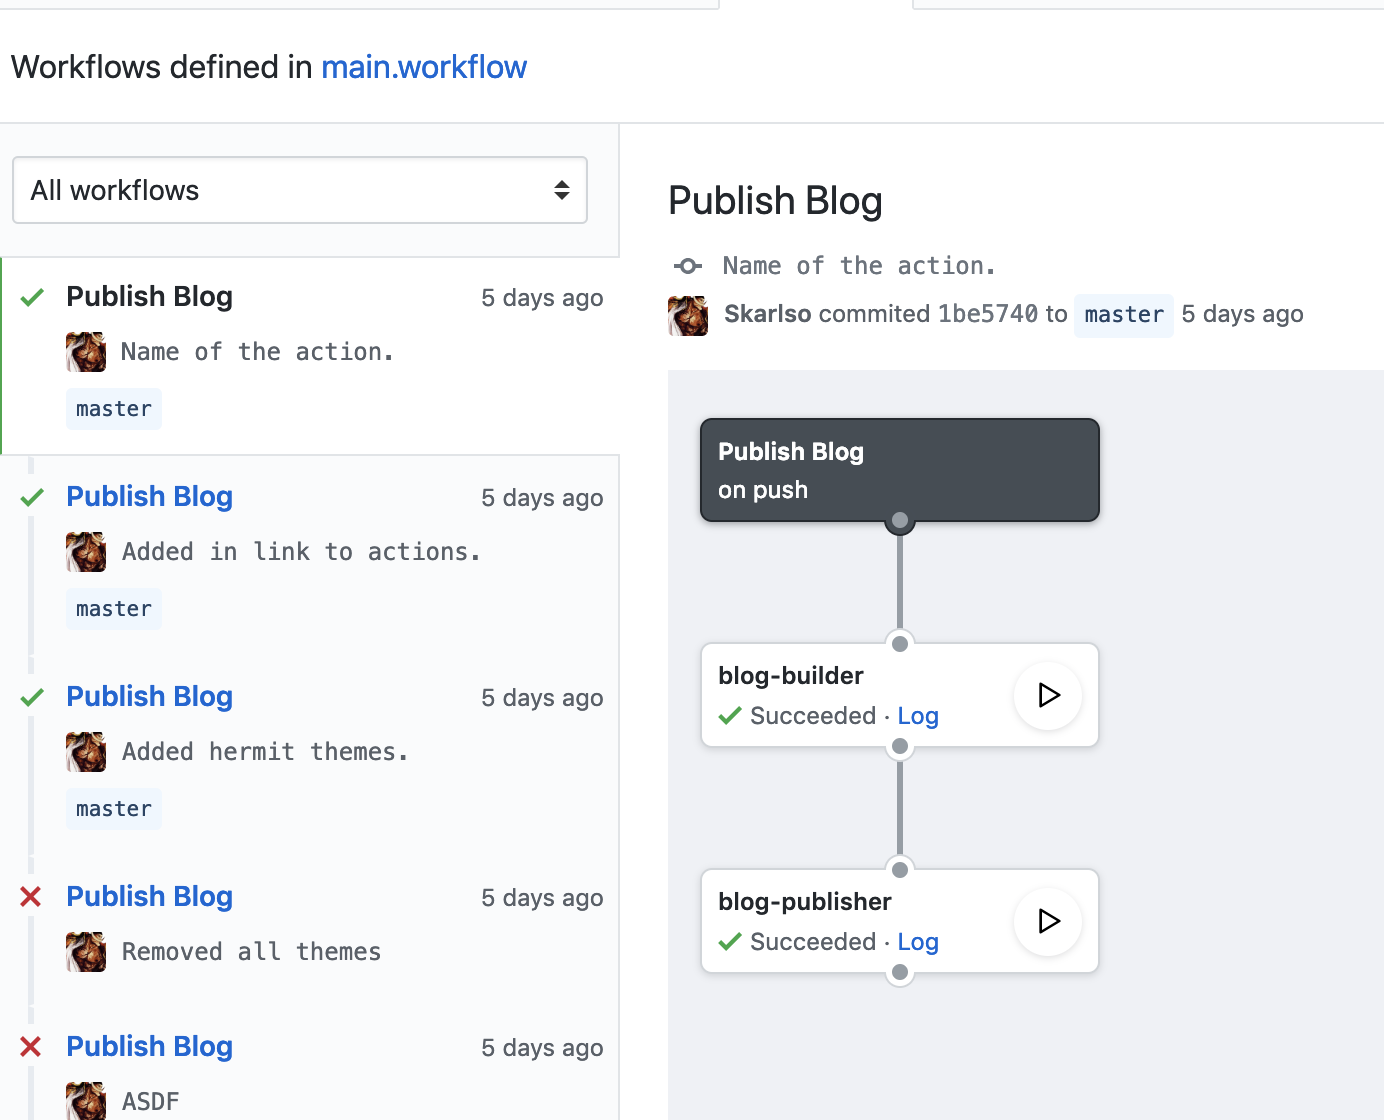 Workflows defined in main.workflow
All workflows
Publish Blog 5 days ago
Name of the action.
master
Publish Blog 5 days ago
Added in link to actions.
master
Publish Blog 5 days ago
Added hermit themes.
master
Publish Blog 5 days ago
Removed all themes
Publish Blog 5 days ago
ASDF
Publish Blog
Name of the action.
Skarlso commited 1be5740 to master 5 days ago
Publish Blog
on push
blog-builder
Succeeded · Log
blog-publisher
Succeeded · Log